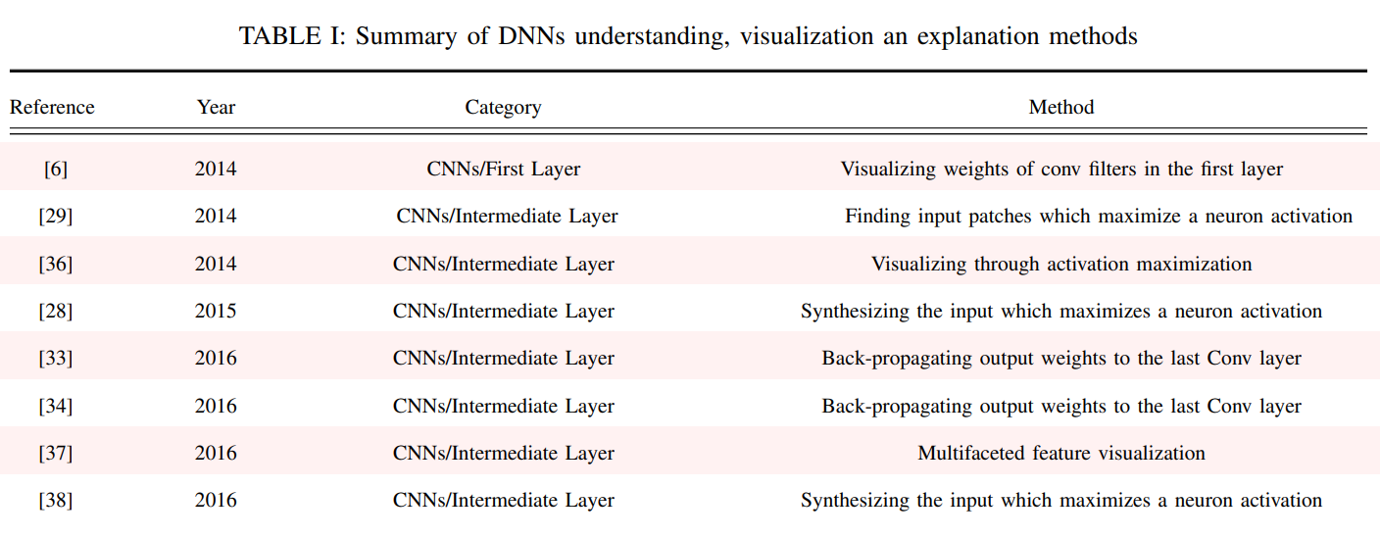 TABLE I: Summary of DNNs understanding, visualization an explanation methods
Reference Year Category Method
[6] 2014 CNNs/First Layer Visualizing weights of conv filters in the first layer
[29] 2014 CNNs/Intermediate Layer Finding input patches which maximize a neuron activation
[36] 2014 CNNs/Intermediate Layer Visualizing through activation maximization
[28] 2015 CNNs/Intermediate Layer Synthesizing the input which maximizes a neuron activation
[33] 2016 CNNs/Intermediate Layer Back-propagating output weights to the last Conv layer
[34] 2016 CNNs/Intermediate Layer Back-propagating output weights to the last Conv layer
[37] 2016 CNNs/Intermediate Layer Multifaceted feature visualization
[38] 2016 CNNs/Intermediate Layer Synthesizing the input which maximizes a neuron activation